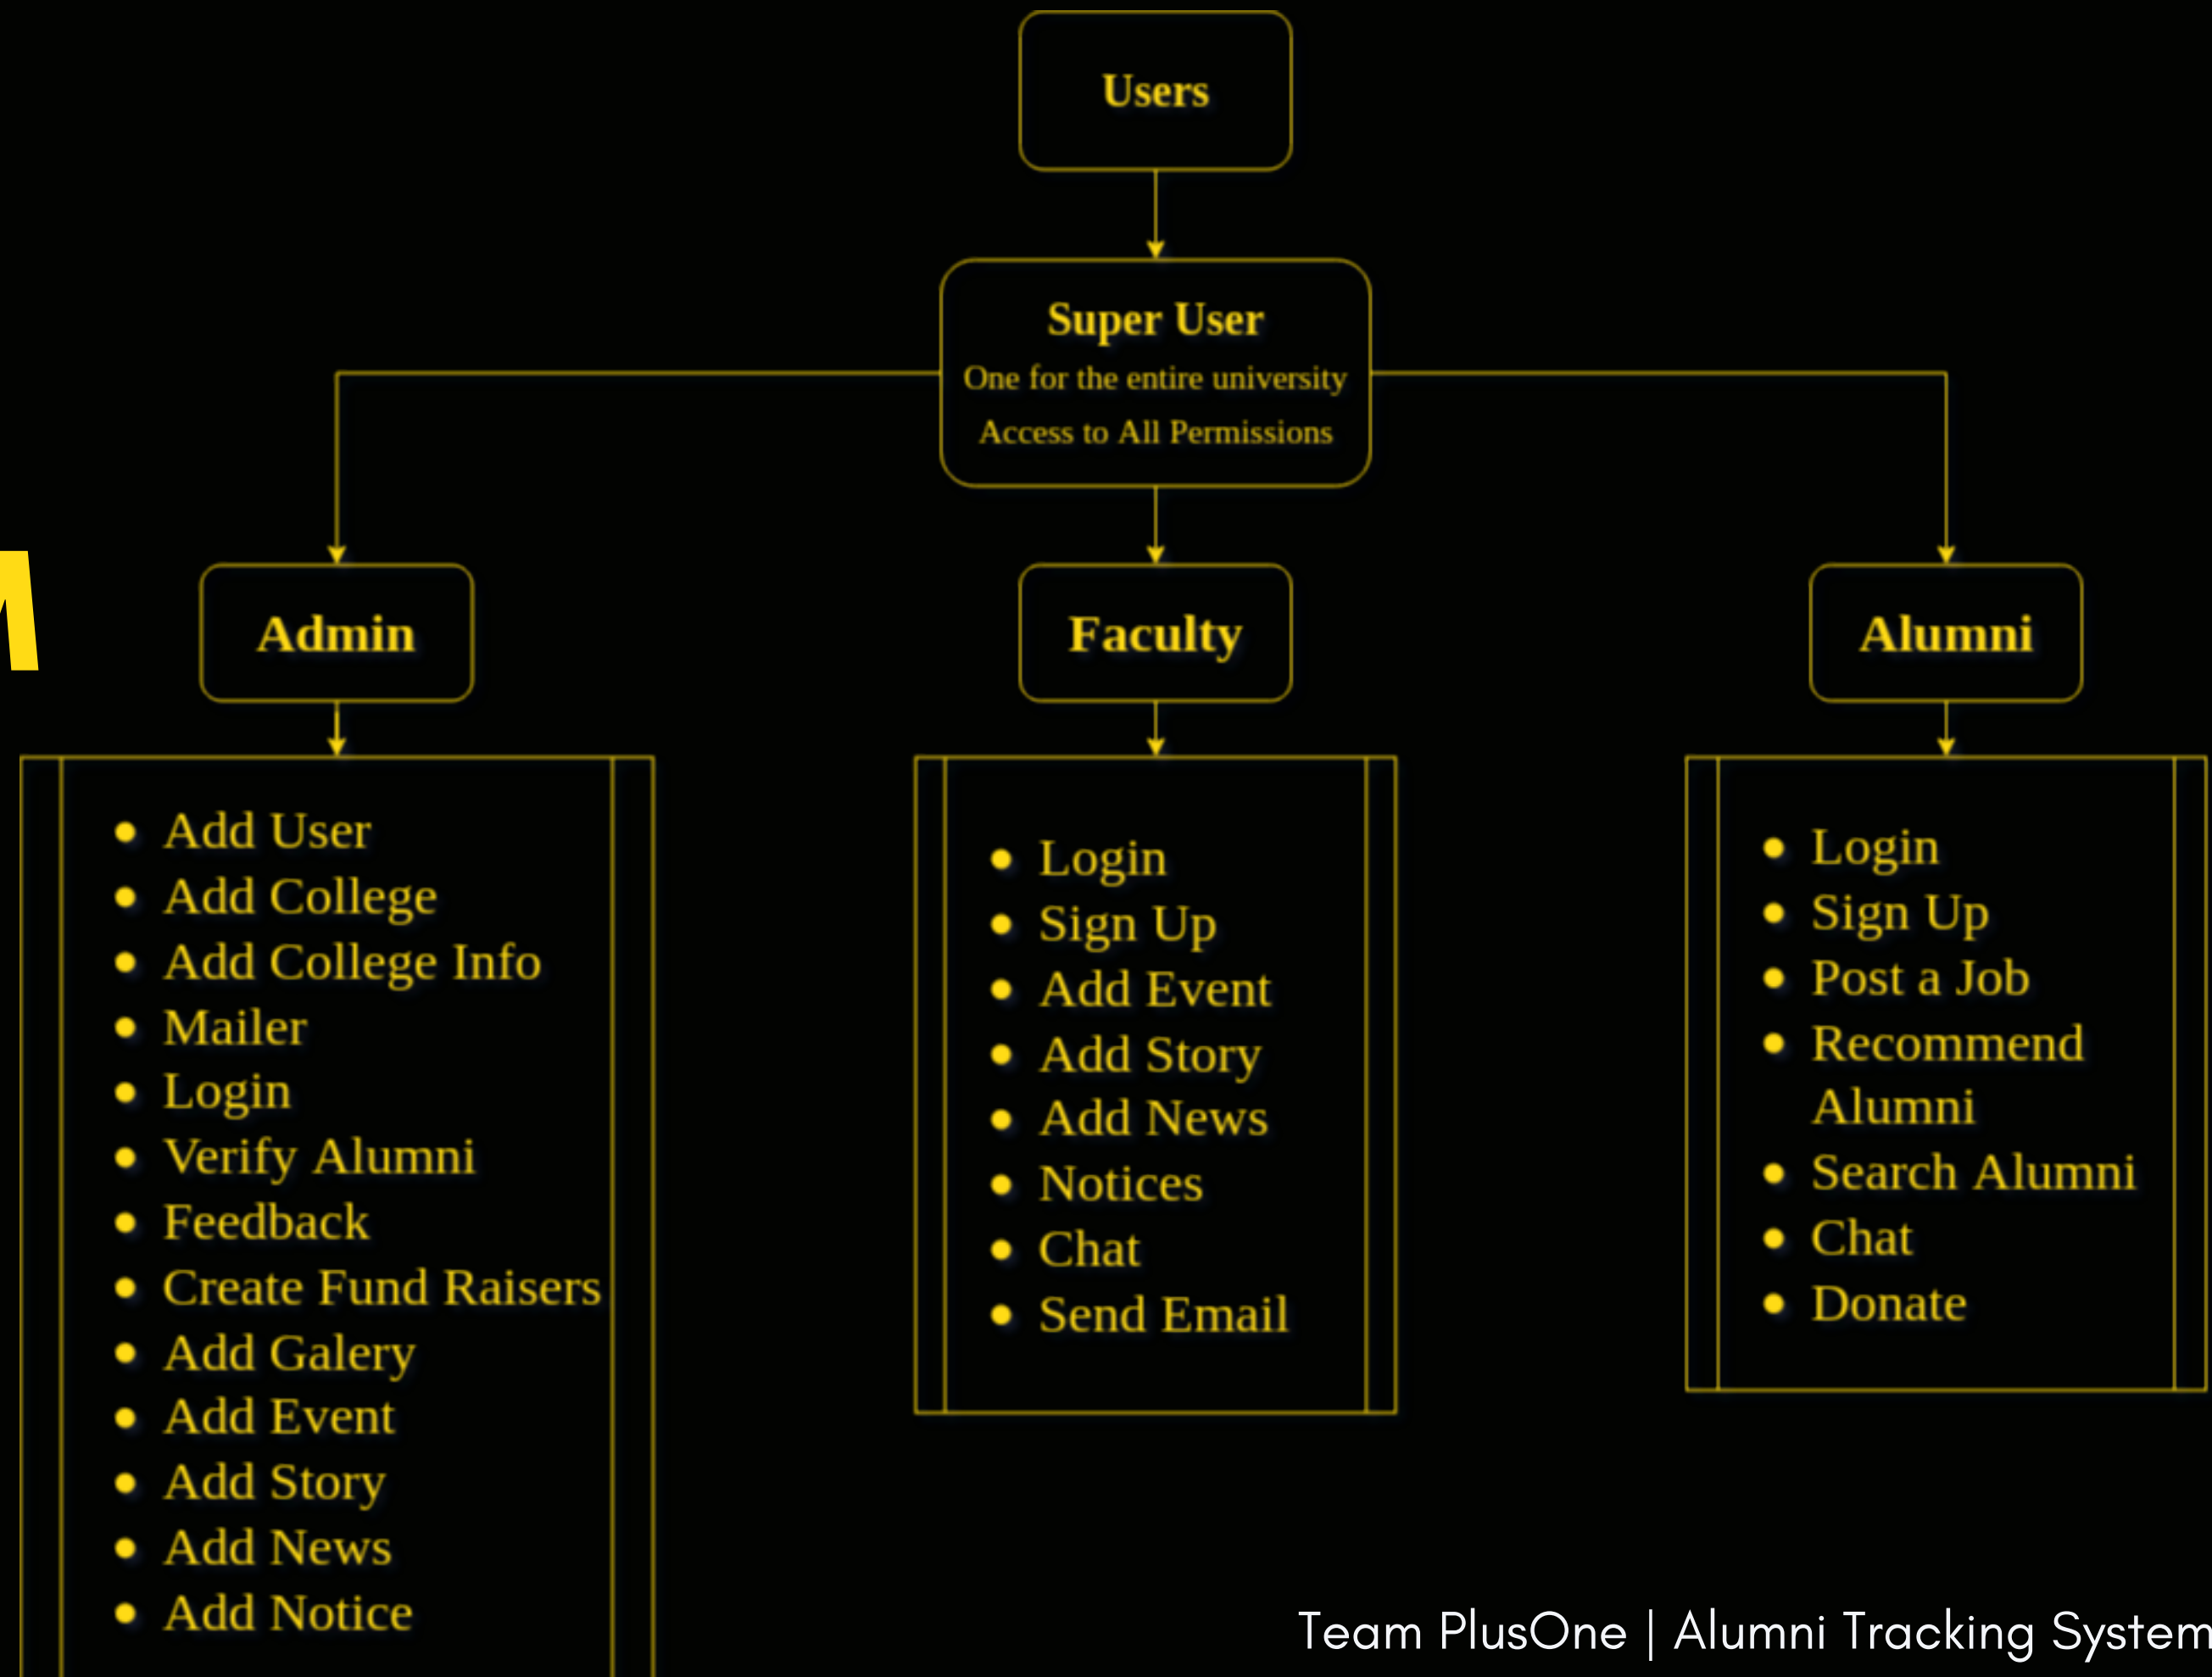 Users
Super User
One for the entire university
Access to All Permissions
M
Admin
Faculty
Alumni
Add User
Add College
Add College Info
Mailer
Login
Verify Alumni
Feedback
Create Fund Raisers
Add Galery
Add Event
Add Story
Add News
Add Notice
Login
Sign Up
Add Event
Add Story
Add News
Notices
Chat
Send Email
Login
Sign Up
Post a Job
Recommend
Alumni
Search Alumni
Chat
Donate
Team PlusOne | Alumni Tracking System